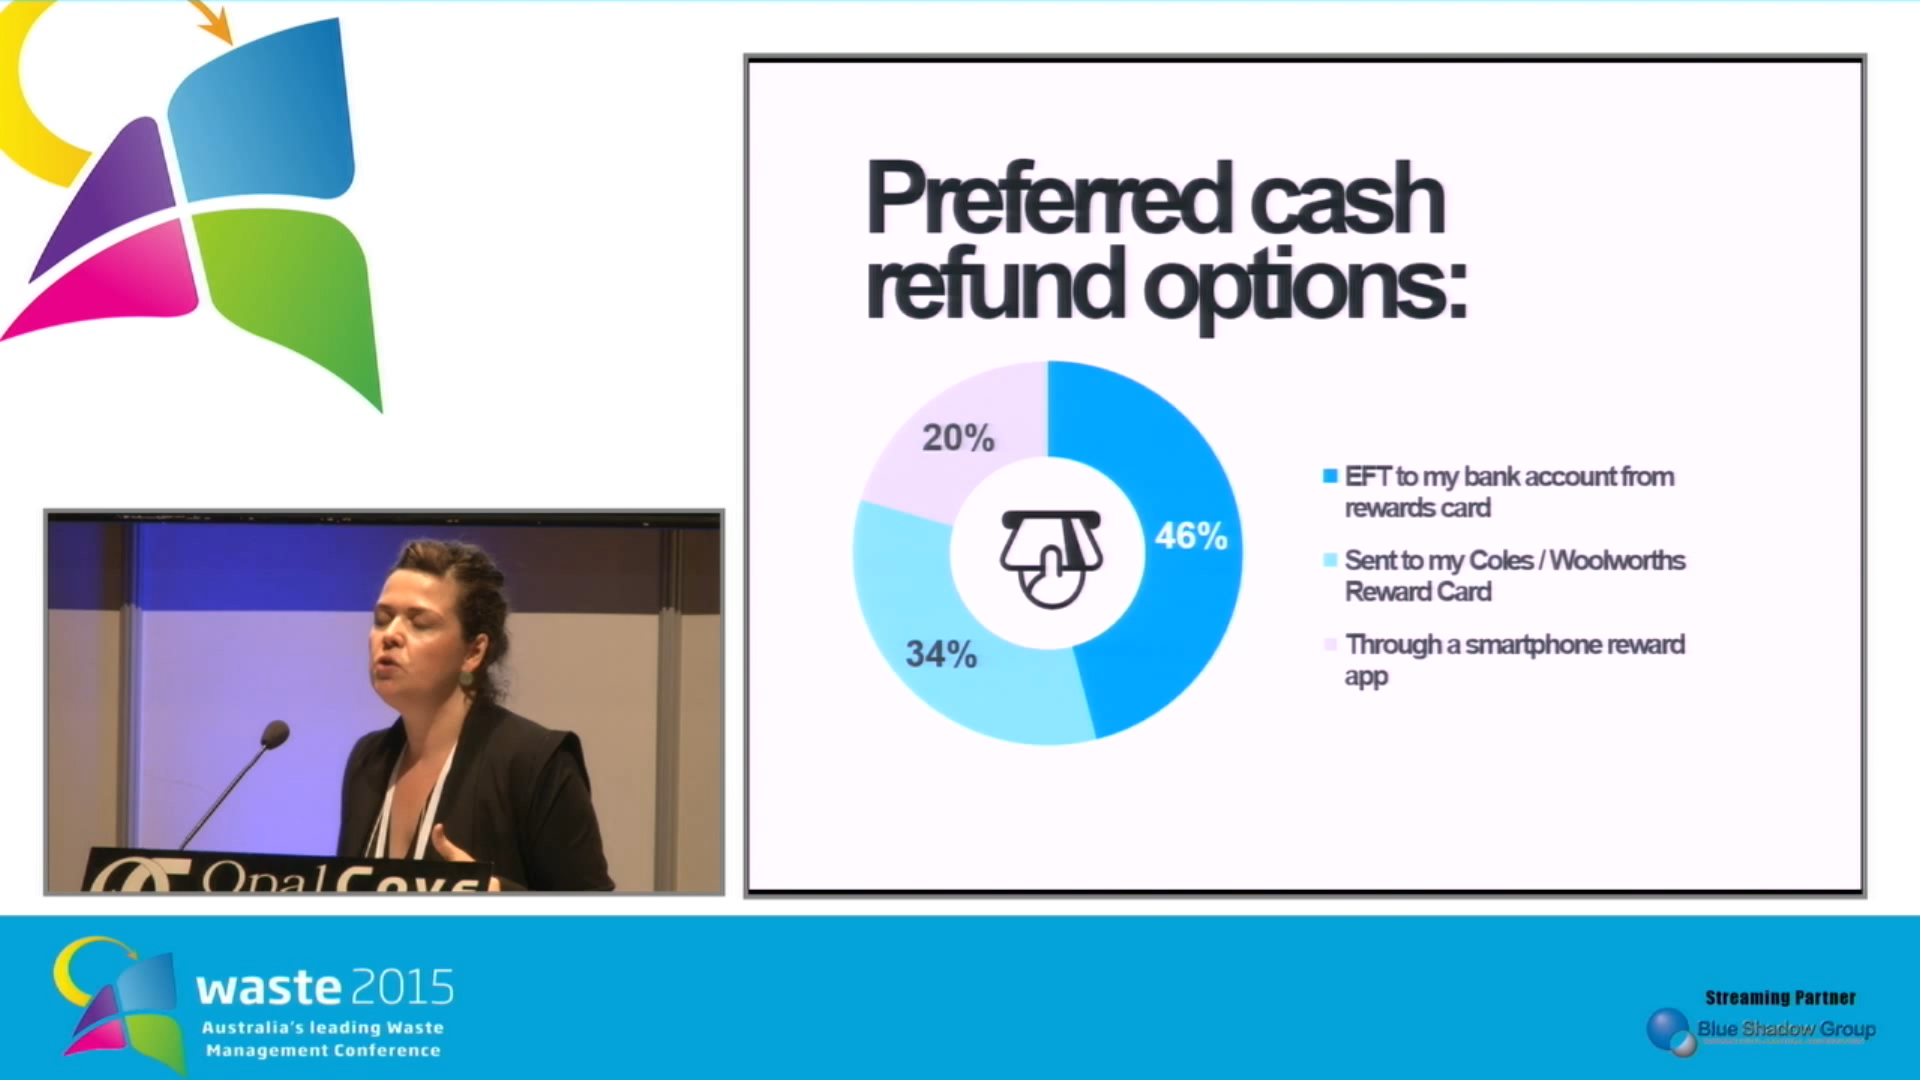 Preferred cash
refund options:
20%
46%
34%
EFT to my bank account from
rewards card
Sent to my Coles / Woolworths
Reward Card
Through a smartphone reward
app
Opal Cove
waste 2015
Australia's leading Waste
Management Conference
Streaming Partner
Blue Shadow Group